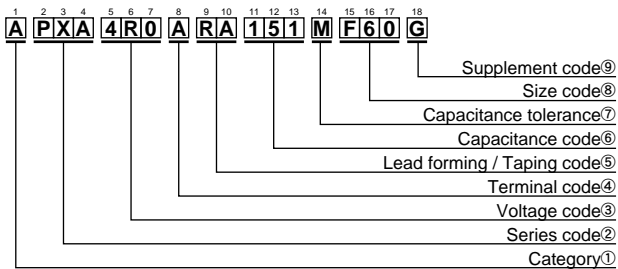 1 2 3 4 5 6 7 8 9 10 11 12 13 14 15 16 17 18
A PXA 4R0 A RA 151 M F60 G
Supplement code⑨
Size code⑧
Capacitance tolerance⑦
Capacitance code⑥
Lead forming / Taping code⑤
Terminal code④
Voltage code③
Series code②
Category①